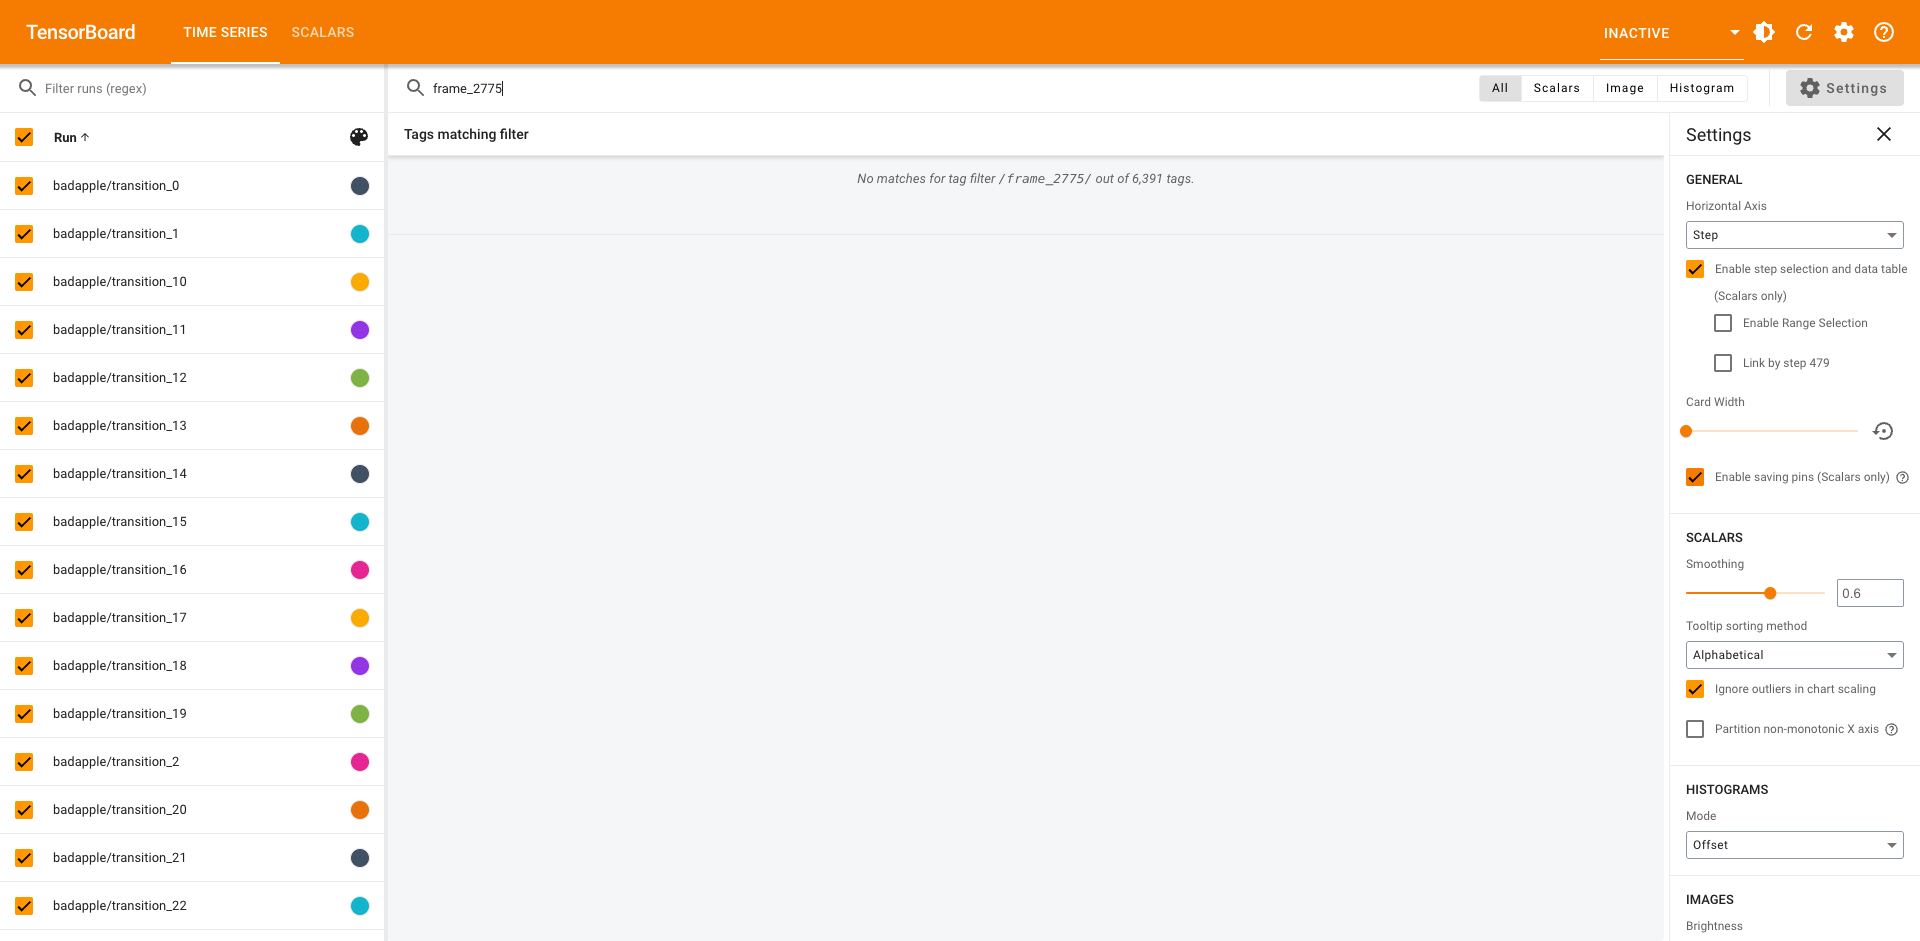 TensorBoard
TIME SERIES
SCALARS
INACTIVE
Filter runs (regex)
frame_2775
All
Scalars
Image
Histogram
Settings
Run
badapple/transition_0
badapple/transition_1
badapple/transition_10
badapple/transition_11
badapple/transition_12
badapple/transition_13
badapple/transition_14
badapple/transition_15
badapple/transition_16
badapple/transition_17
badapple/transition_18
badapple/transition_19
badapple/transition_2
badapple/transition_20
badapple/transition_21
badapple/transition_22
Tags matching filter
No matches for tag filter /frame_2775/ out of 6,391 tags.
Settings
GENERAL
Horizontal Axis
Step
Enable step selection and data table
(Scalars only)
Enable Range Selection
Link by step 479
Card Width
Enable saving pins (Scalars only)
SCALARS
Smoothing
0.6
Tooltip sorting method
Alphabetical
Ignore outliers in chart scaling
Partition non-monotonic X axis
HISTOGRAMS
Mode
Offset
IMAGES
Brightness